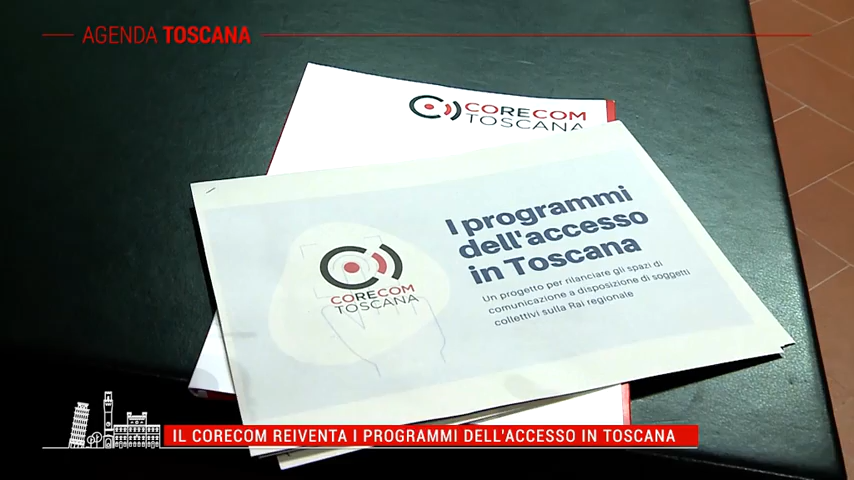 AGENDA TOSCANA
CORECOM
TOSCANA
I programmi
dell'accesso
in Toscana
Un progetto per rilanciare gli spazi di
comunicazione a disposizione di soggetti
collettivi sulla Rai regionale
CORECOM
TOSCANA
IL CORECOM REIVENTA I PROGRAMMI DELL'ACCESSO IN TOSCANA